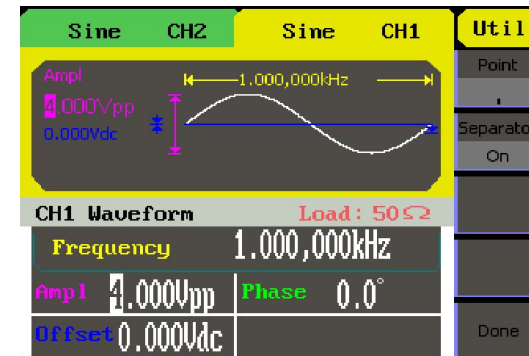 Sine CH2 Sine CH1 Util
Ampl
4.000Vpp
0.000Vdc
1.000,000kHz
Point
.
Separato
On
CH1 Waveform Load: 50Ω
Frequency 1.000,000kHz
Ampl 4.000Vpp Phase 0.0°
Offset 0.000Vdc
Done